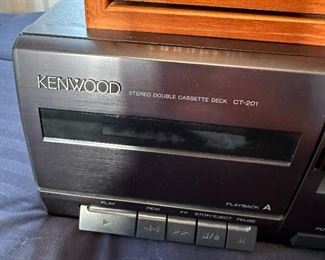 KENWOOD STEREO DOUBLE CASSETTE DECK CT-201
PLAYBACK A
PLAY REW FF STOP/EJECT PAUSE